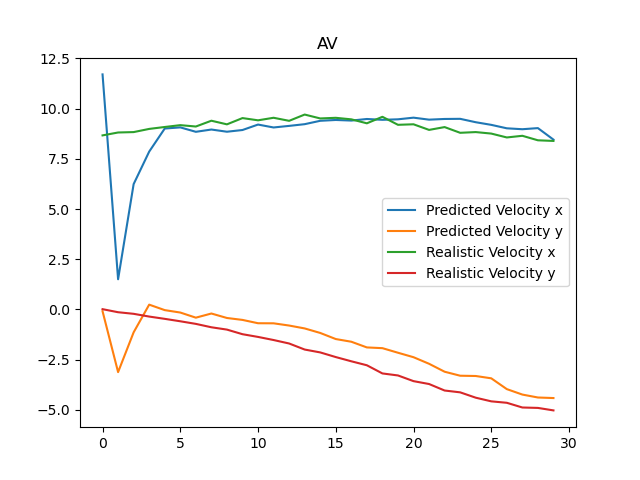 AV
12.5
10.0
7.5
5.0
2.5
0.0
−2.5
−5.0
Predicted Velocity x
Predicted Velocity y
Realistic Velocity x
Realistic Velocity y
0 5 10 15 20 25 30